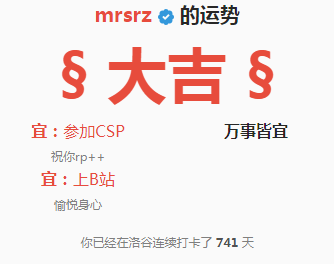 mrsrz 的运势
§ 大吉 §
宜：参加CSP 万事皆宜
祝你rp++
宜：上B站
愉悦身心
你已经在洛谷连续打卡了 741 天